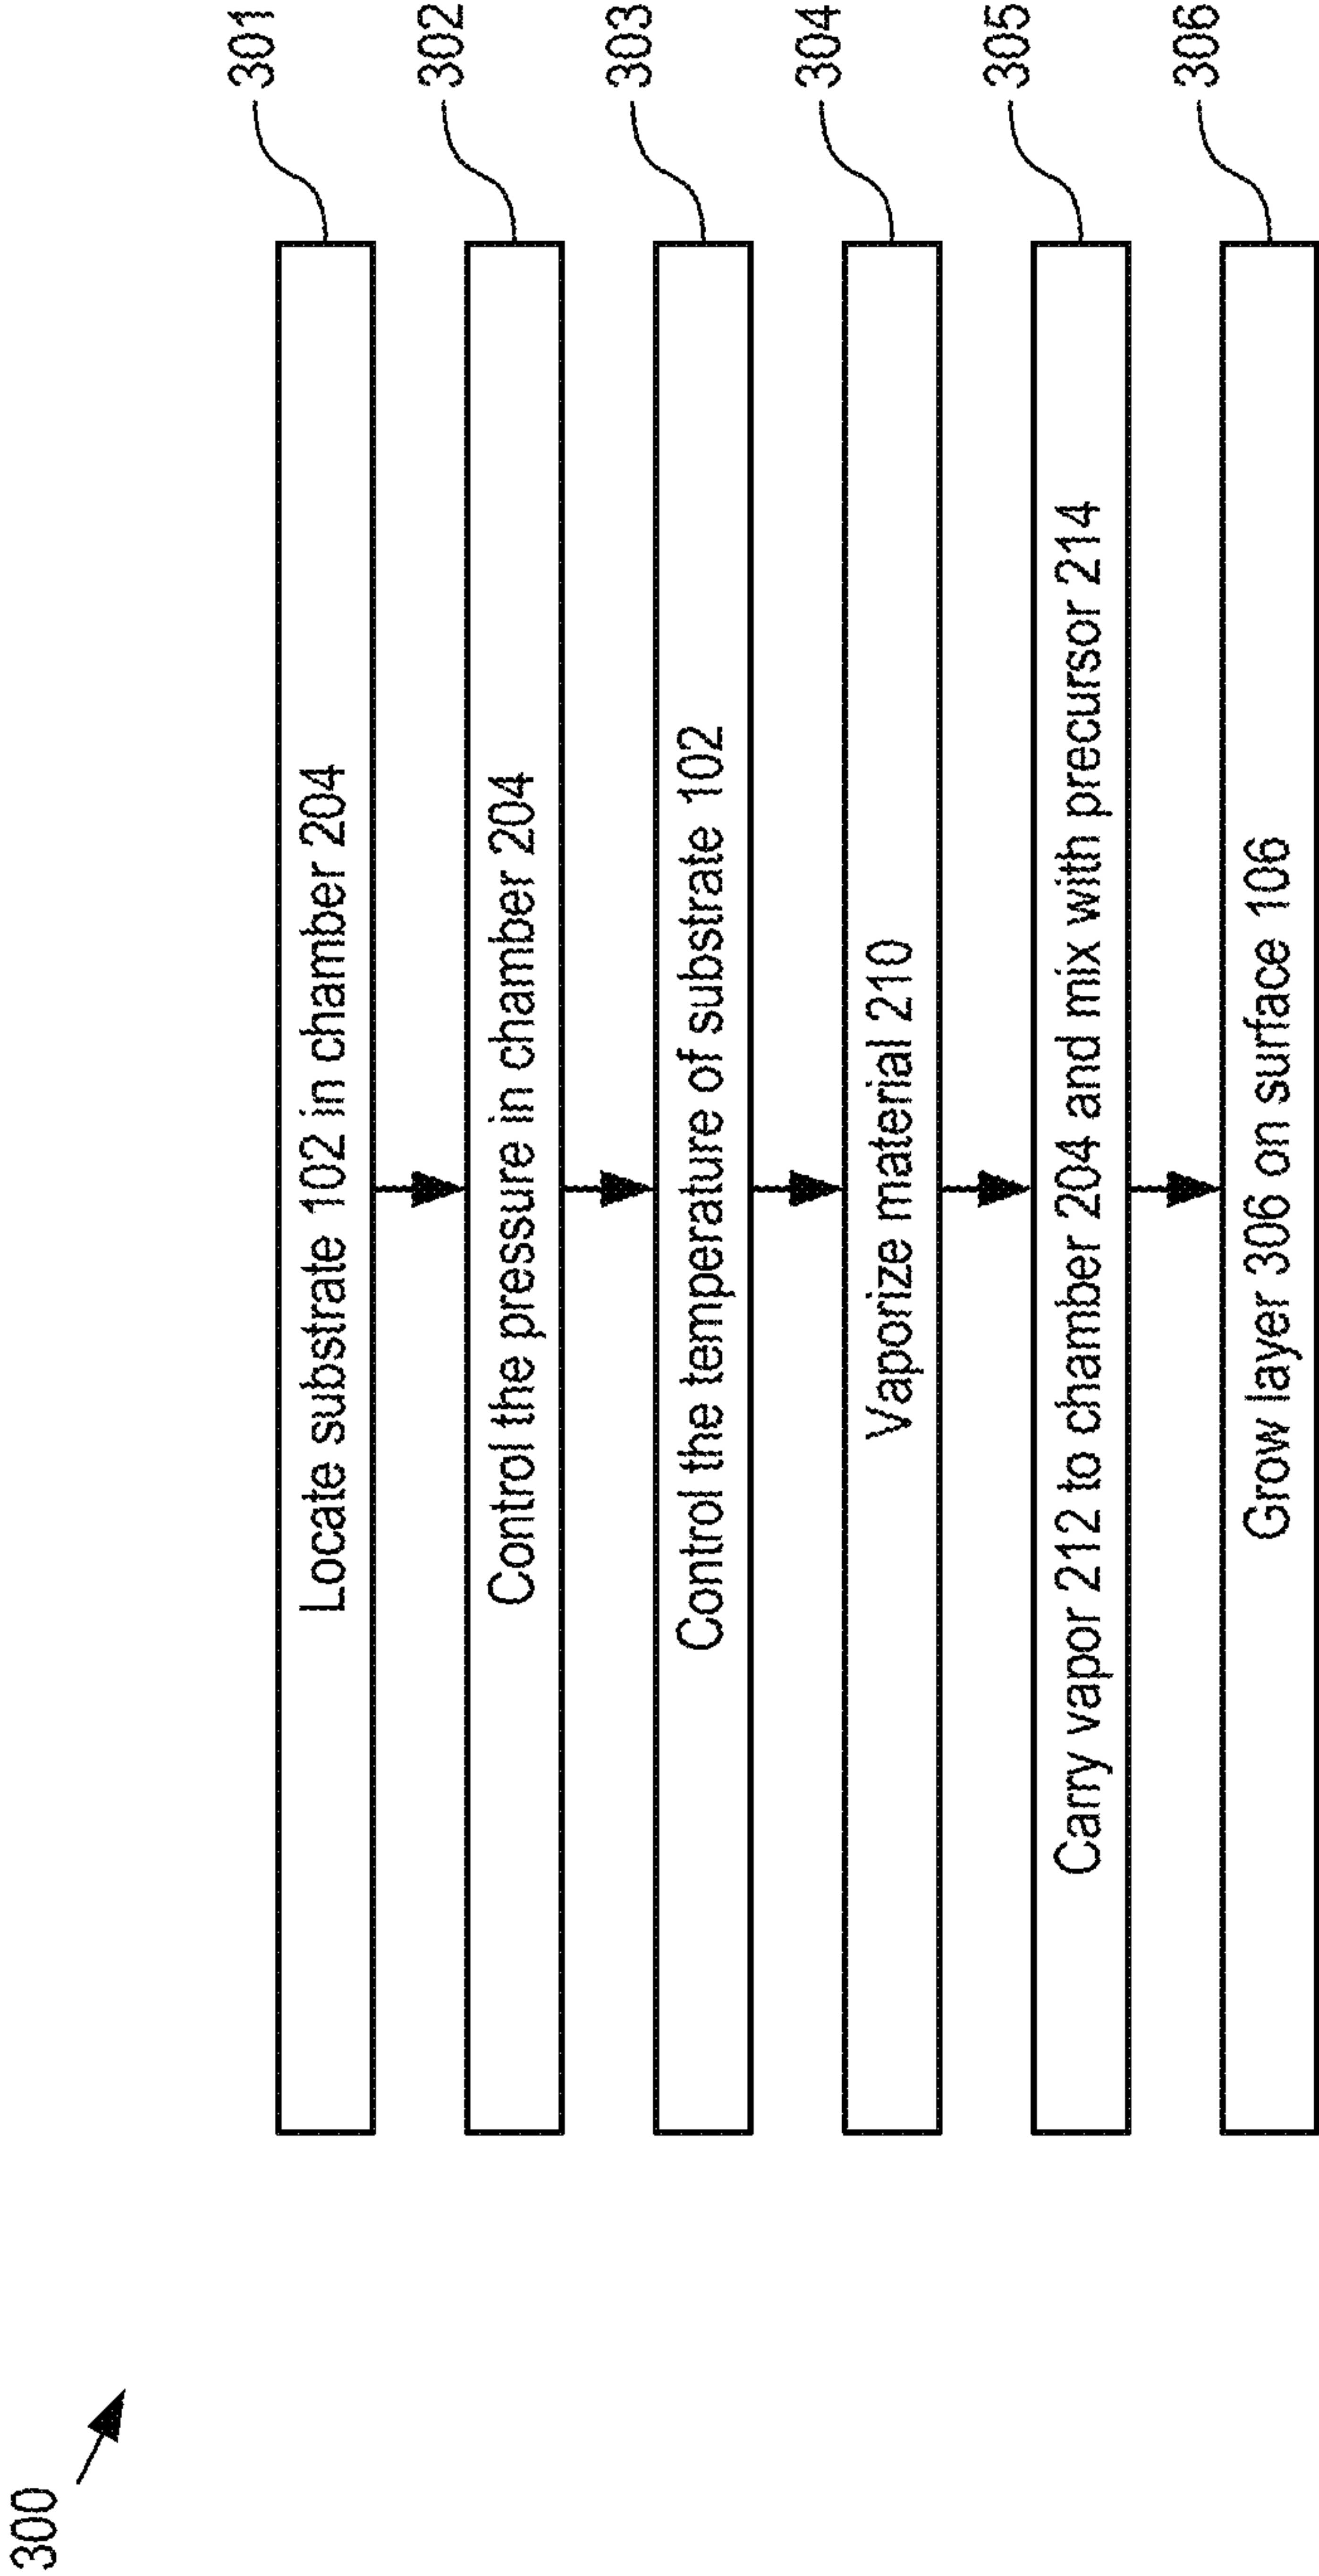 300
Locate substrate 102 in chamber 204
301
Control the pressure in chamber 204
302
Control the temperature of substrate 102
303
Vaporize material 210
304
Carry vapor 212 to chamber 204 and mix with precursor 214
305
Grow layer 306 on surface 106
306